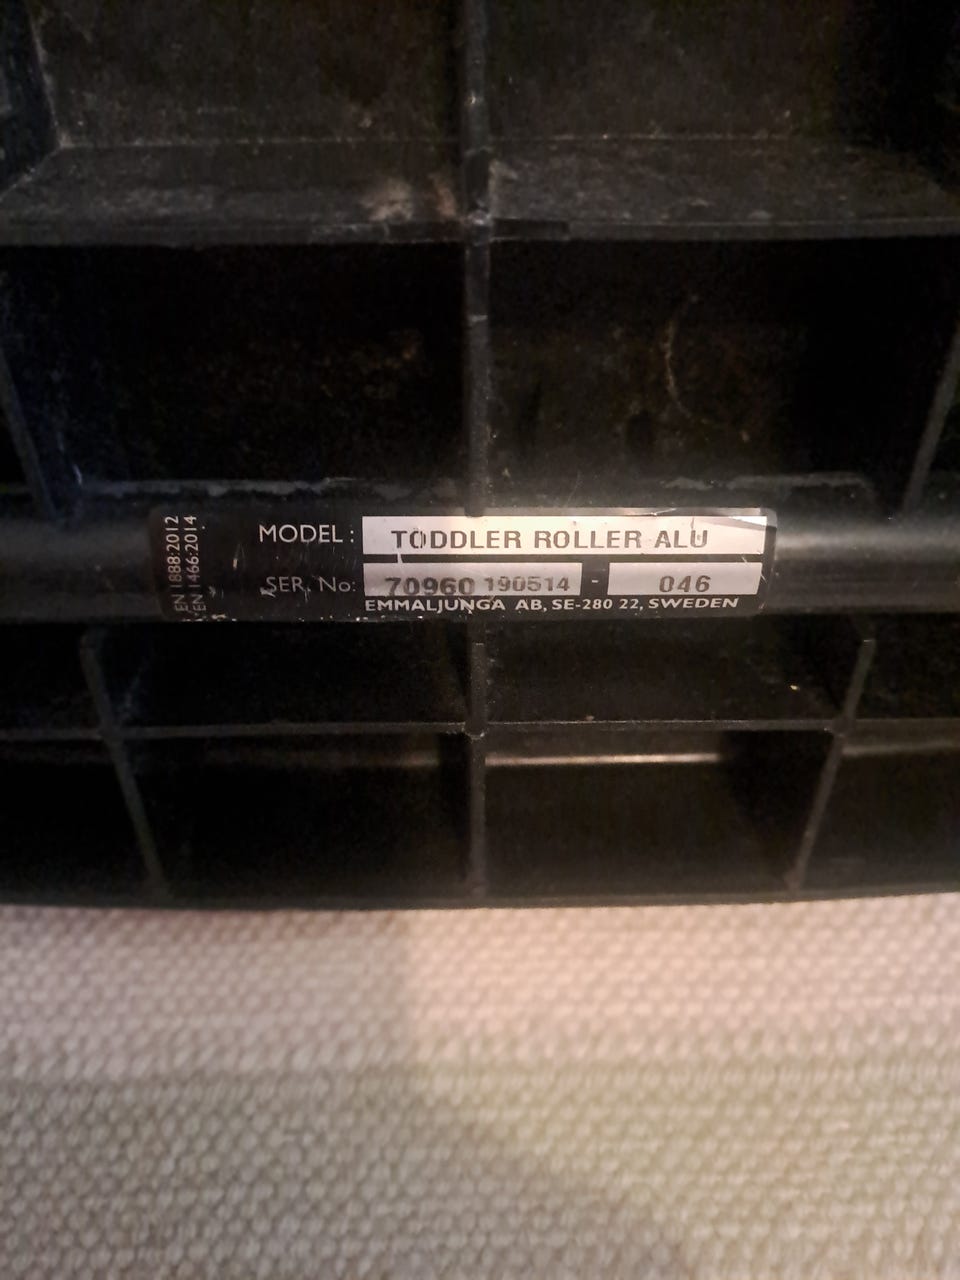 EN 1888:2012
EN 1466:2014
MODEL : TODDLER ROLLER ALU
SER. No: 70960 190514 - 046
EMMALJUNGA AB, SE-280 22, SWEDEN